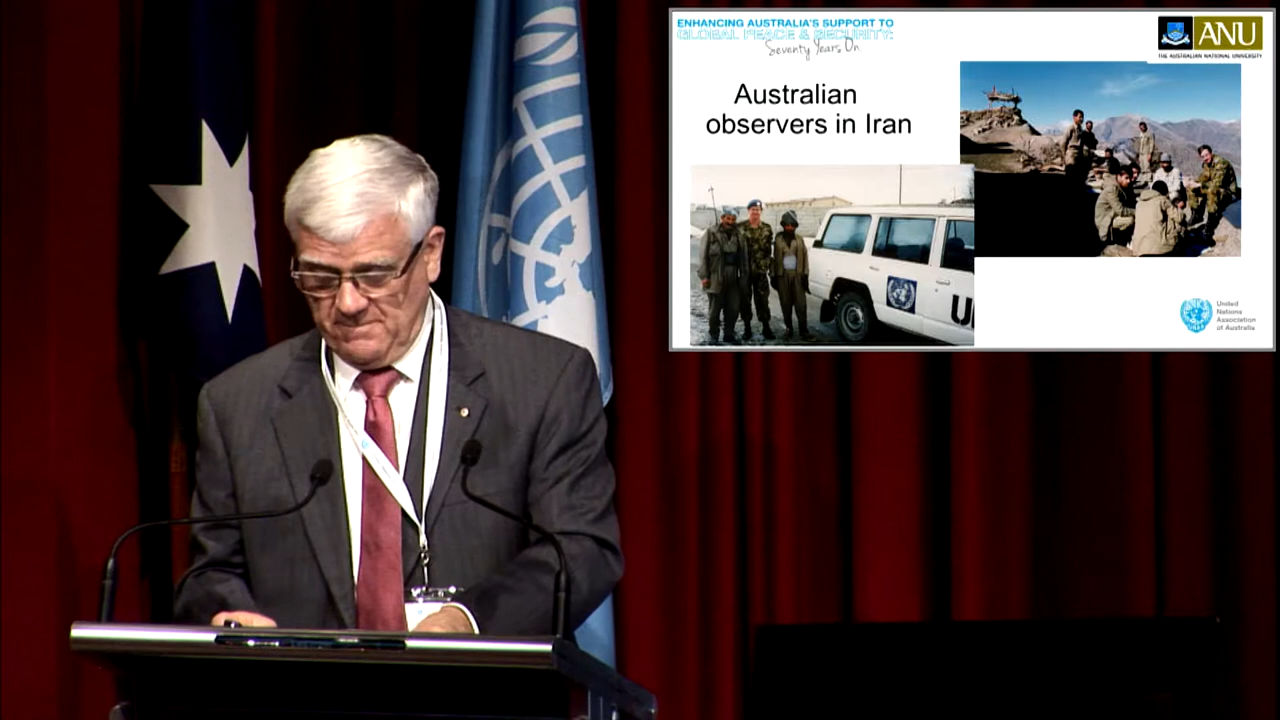 ENHANCING AUSTRALIA'S SUPPORT TO
GLOBAL PEACE & SECURITY:
Seventy Years On
ANU
THE AUSTRALIAN NATIONAL UNIVERSITY
Australian
observers in Iran
U
United
Nations
Association
of Australia